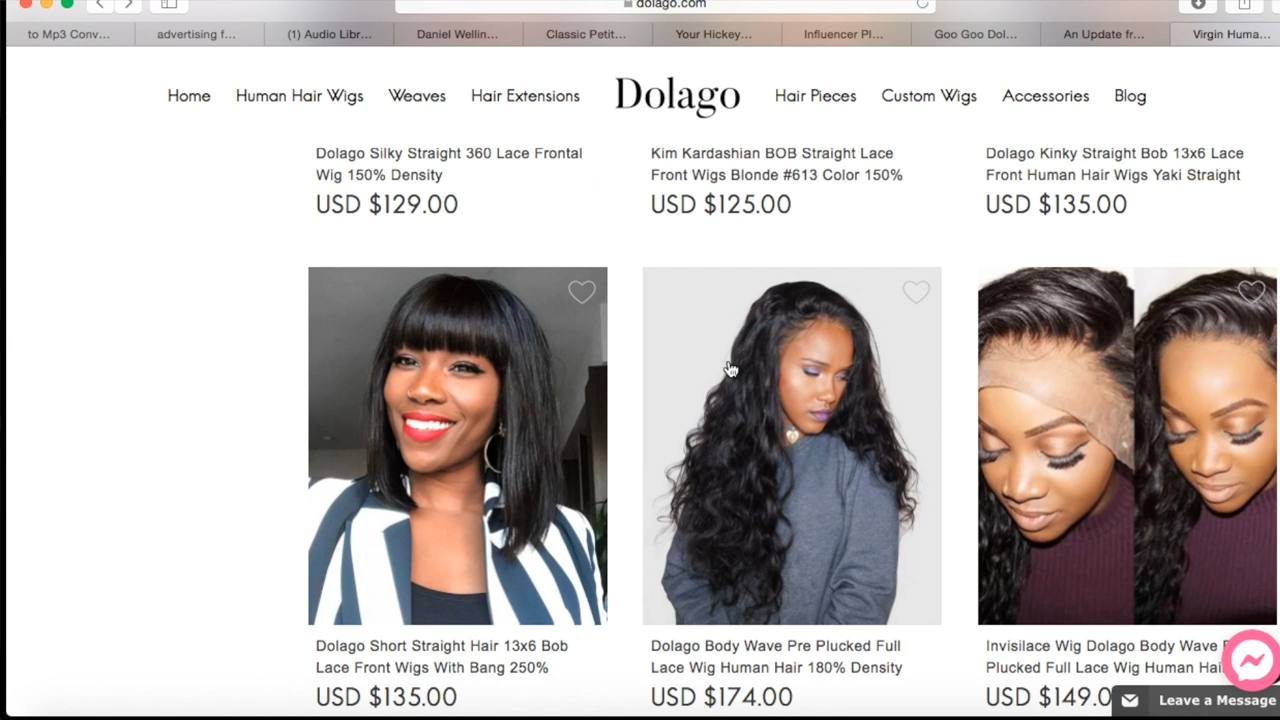 dolago.com
to Mp3 Conv...
advertising f...
(1) Audio Libr...
Daniel Wellin...
Classic Petit...
Your Hickey...
Influencer Pl...
Goo Goo Dol...
An Update fr...
Virgin Huma...
Home
Human Hair Wigs
Weaves
Hair Extensions
Dolago
Hair Pieces
Custom Wigs
Accessories
Blog
Dolago Silky Straight 360 Lace Frontal
Wig 150% Density
USD $129.00
Kim Kardashian BOB Straight Lace
Front Wigs Blonde #613 Color 150%
USD $125.00
Dolago Kinky Straight Bob 13x6 Lace
Front Human Hair Wigs Yaki Straight
USD $135.00
Dolago Short Straight Hair 13x6 Bob
Lace Front Wigs With Bang 250%
USD $135.00
Dolago Body Wave Pre Plucked Full
Lace Wig Human Hair 180% Density
USD $174.00
Invisilace Wig Dolago Body Wave
Plucked Full Lace Wig Human
USD $149.0
Leave a Message